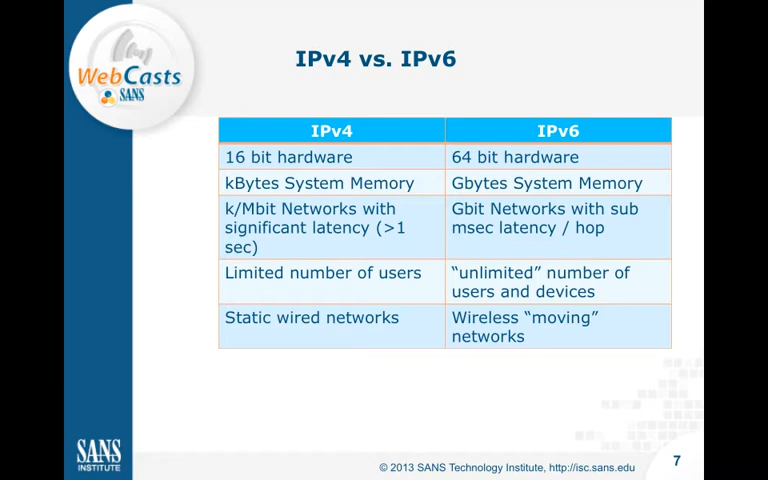 WebCasts
SANS
IPv4 vs. IPv6
IPv4 IPv6
16 bit hardware 64 bit hardware
kBytes System Memory Gbytes System Memory
k/Mbit Networks with
significant latency (>1
sec)
Gbit Networks with sub
msec latency / hop
Limited number of users
“unlimited” number of
users and devices
Static wired networks
Wireless “moving”
networks
SANS
INSTITUTE
© 2013 SANS Technology Institute, http://isc.sans.edu
7